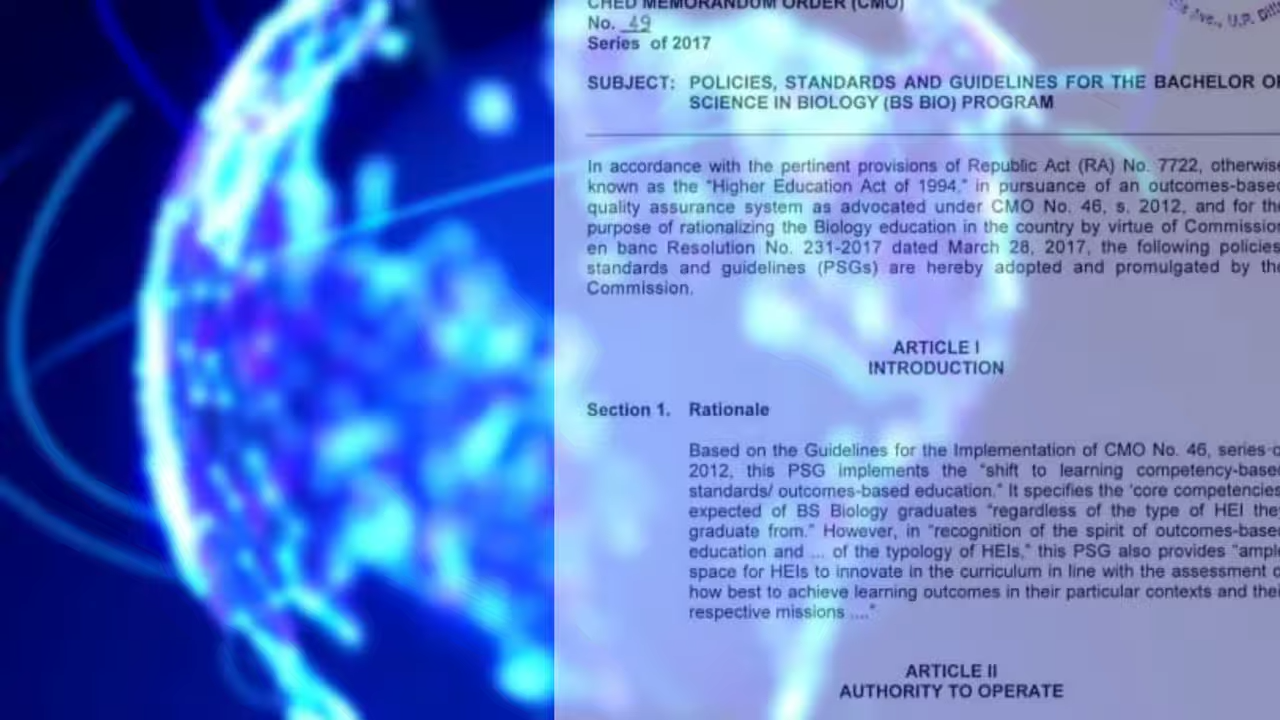 CHED MEMORANDUM ORDER (CMO)
No. 49
Series of 2017
Ave., U.P. Dil
SUBJECT: POLICIES, STANDARDS AND GUIDELINES FOR THE BACHELOR OF
SCIENCE IN BIOLOGY (BS BIO) PROGRAM
In accordance with the pertinent provisions of Republic Act (RA) No. 7722, otherwise
known as the "Higher Education Act of 1994," in pursuance of an outcomes-based
quality assurance system as advocated under CMO No. 46, s. 2012, and for the
purpose of rationalizing the Biology education in the country by virtue of Commission
en banc Resolution No. 231-2017 dated March 28, 2017, the following policies
standards and guidelines (PSGs) are hereby adopted and promulgated by the
Commission.
ARTICLE I
INTRODUCTION
Section 1. Rationale
Based on the Guidelines for the Implementation of CMO No. 46, series o
2012, this PSG implements the "shift to learning competency-based
standards/ outcomes-based education." It specifies the 'core competencies
expected of BS Biology graduates "regardless of the type of HEI they
graduate from." However, in "recognition of the spirit of outcomes-based
education and ... of the typology of HEIs," this PSG also provides "ample
space for HEIs to innovate in the curriculum in line with the assessment o
how best to achieve learning outcomes in their particular contexts and their
respective missions ...."
ARTICLE II
AUTHORITY TO OPERATE